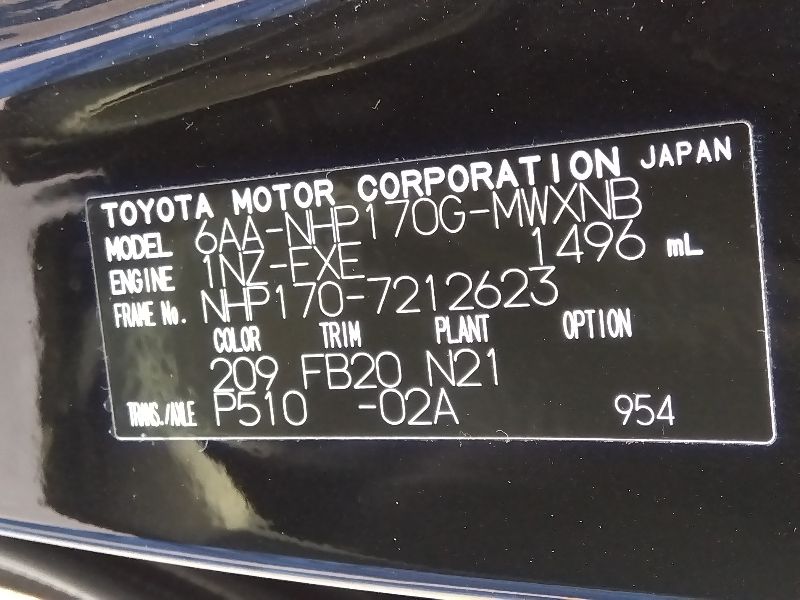 TOYOTA MOTOR CORPORATION JAPAN
MODEL 6AA-NHP170G-MWXNB
ENGINE 1NZ-FXE 1496 mL
FRAME No. NHP170-7212623
COLOR TRIM PLANT OPTION
209 FB20 N21
TRANS./AXLE P510 -02A 954